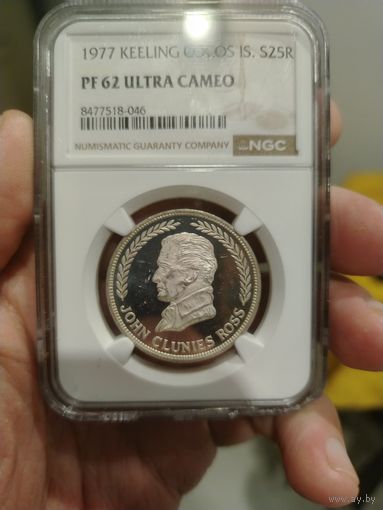 1977 KEELING COCOS IS. S25R
PF 62 ULTRA CAMEO
8477518-046
NUMISMATIC GUARANTY COMPANY
NGC
JOHN CLUNIES ROSS
www.ay.by